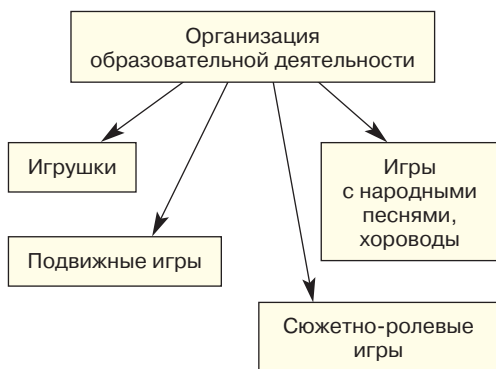 Организация
образовательной деятельности
Игрушки
Игры
с народными
песнями,
хороводы
Подвижные игры
Сюжетно-ролевые
игры